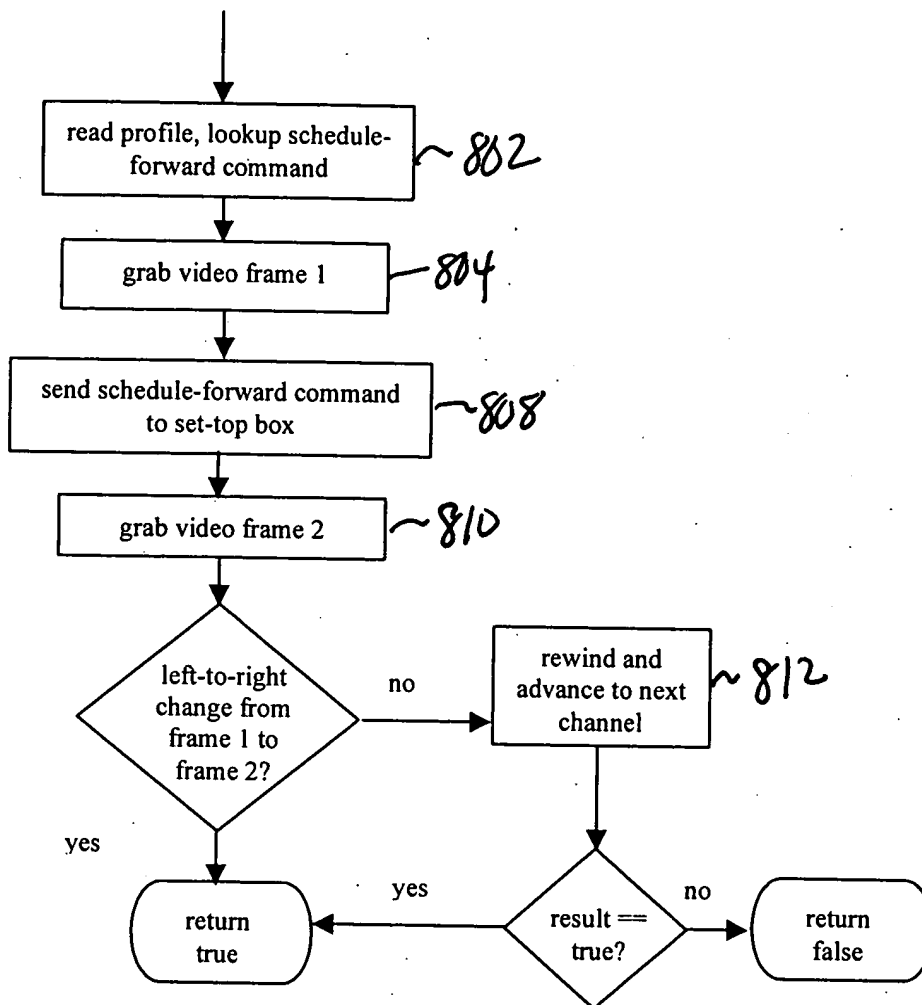 read profile, lookup schedule-
forward command
802
grab video frame 1
804
send schedule-forward command
to set-top box
808
grab video frame 2
810
left-to-right
change from
frame 1 to
frame 2?
no
rewind and
advance to next
channel
812
yes
return
true
yes
result ==
true?
no
return
false